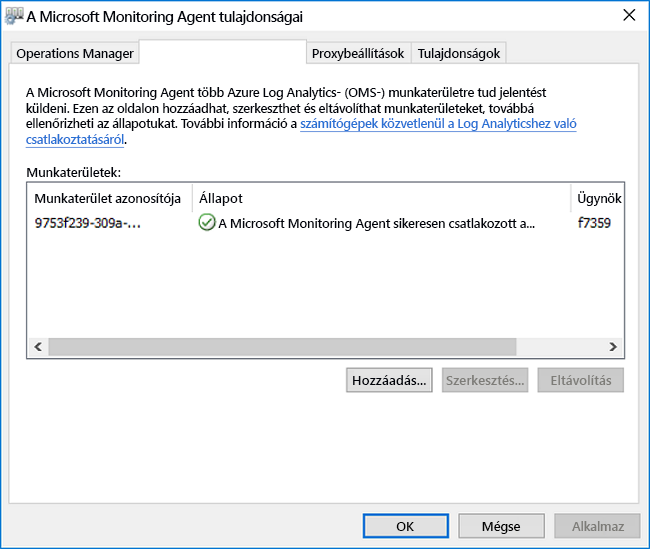 A Microsoft Monitoring Agent tulajdonságai
Operations Manager
Proxybeállítások
Tulajdonságok
A Microsoft Monitoring Agent több Azure Log Analytics- (OMS-) munkaterületre tud jelentést
küldeni. Ezen az oldalon hozzáadhat, szerkeszthet és eltávolíthat munkaterületeket, továbbá
ellenőrizheti az állapotukat. További információ a számítógépek közvetlenül a Log Analyticshez való
csatlakoztatásáról.
Munkaterületek:
Munkaterület azonosítója Állapot Ügynök
9753f239-309a-... A Microsoft Monitoring Agent sikeresen csatlakozott a... f7359
Hozzáadás... Szerkesztés... Eltávolítás
OK Mégse Alkalmaz